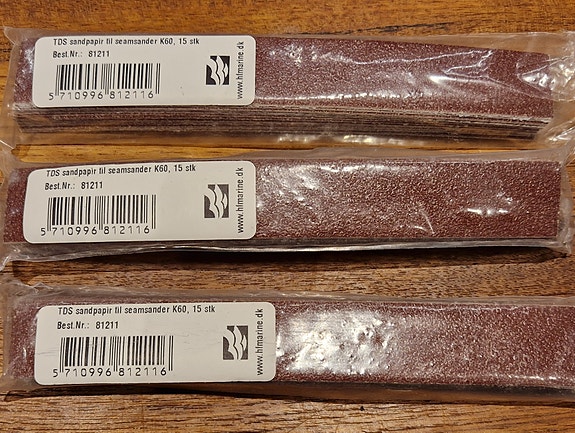 TDS sandpapir til seamsander K60, 15 stk
Best.Nr.: 81211
5 710996 812116
www.hlmarine.dk
TDS sandpapir til seamsander K60, 15 stk
Best.Nr.: 81211
5 710996 812116
www.hlmarine.dk
TDS sandpapir til seamsander K60, 15 stk
Best.Nr.: 81211
5 710996 812116
www.hlmarine.dk